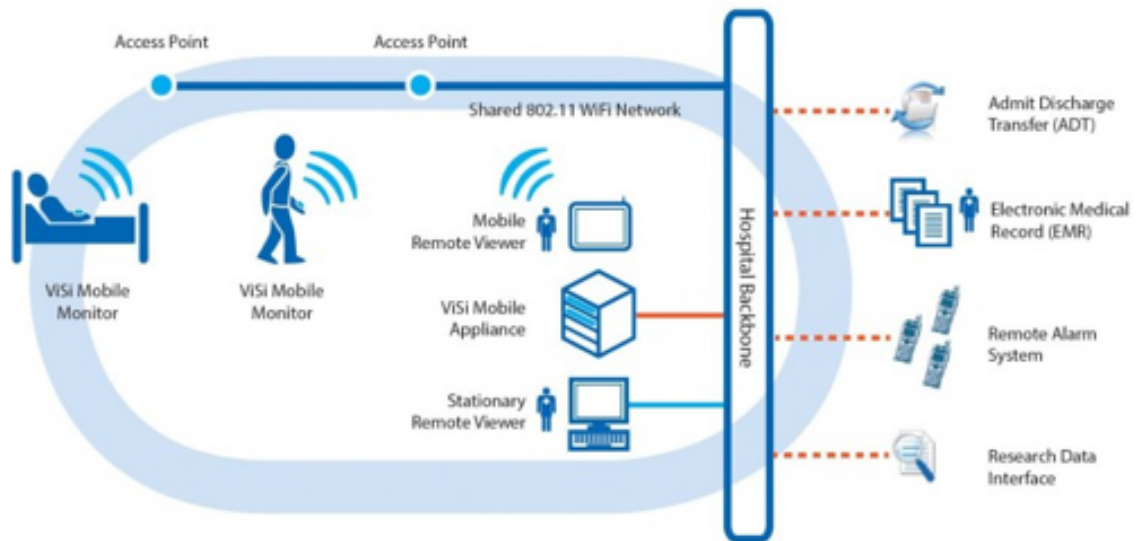 Access Point
Access Point
Shared 802.11 WiFi Network
Admit Discharge
Transfer (ADT)
Mobile
Remote Viewer
Electronic Medical
Record (EMR)
ViSi Mobile
Monitor
ViSi Mobile
Monitor
ViSi Mobile
Appliance
Hospital Backbone
Remote Alarm
System
Stationary
Remote Viewer
Research Data
Interface